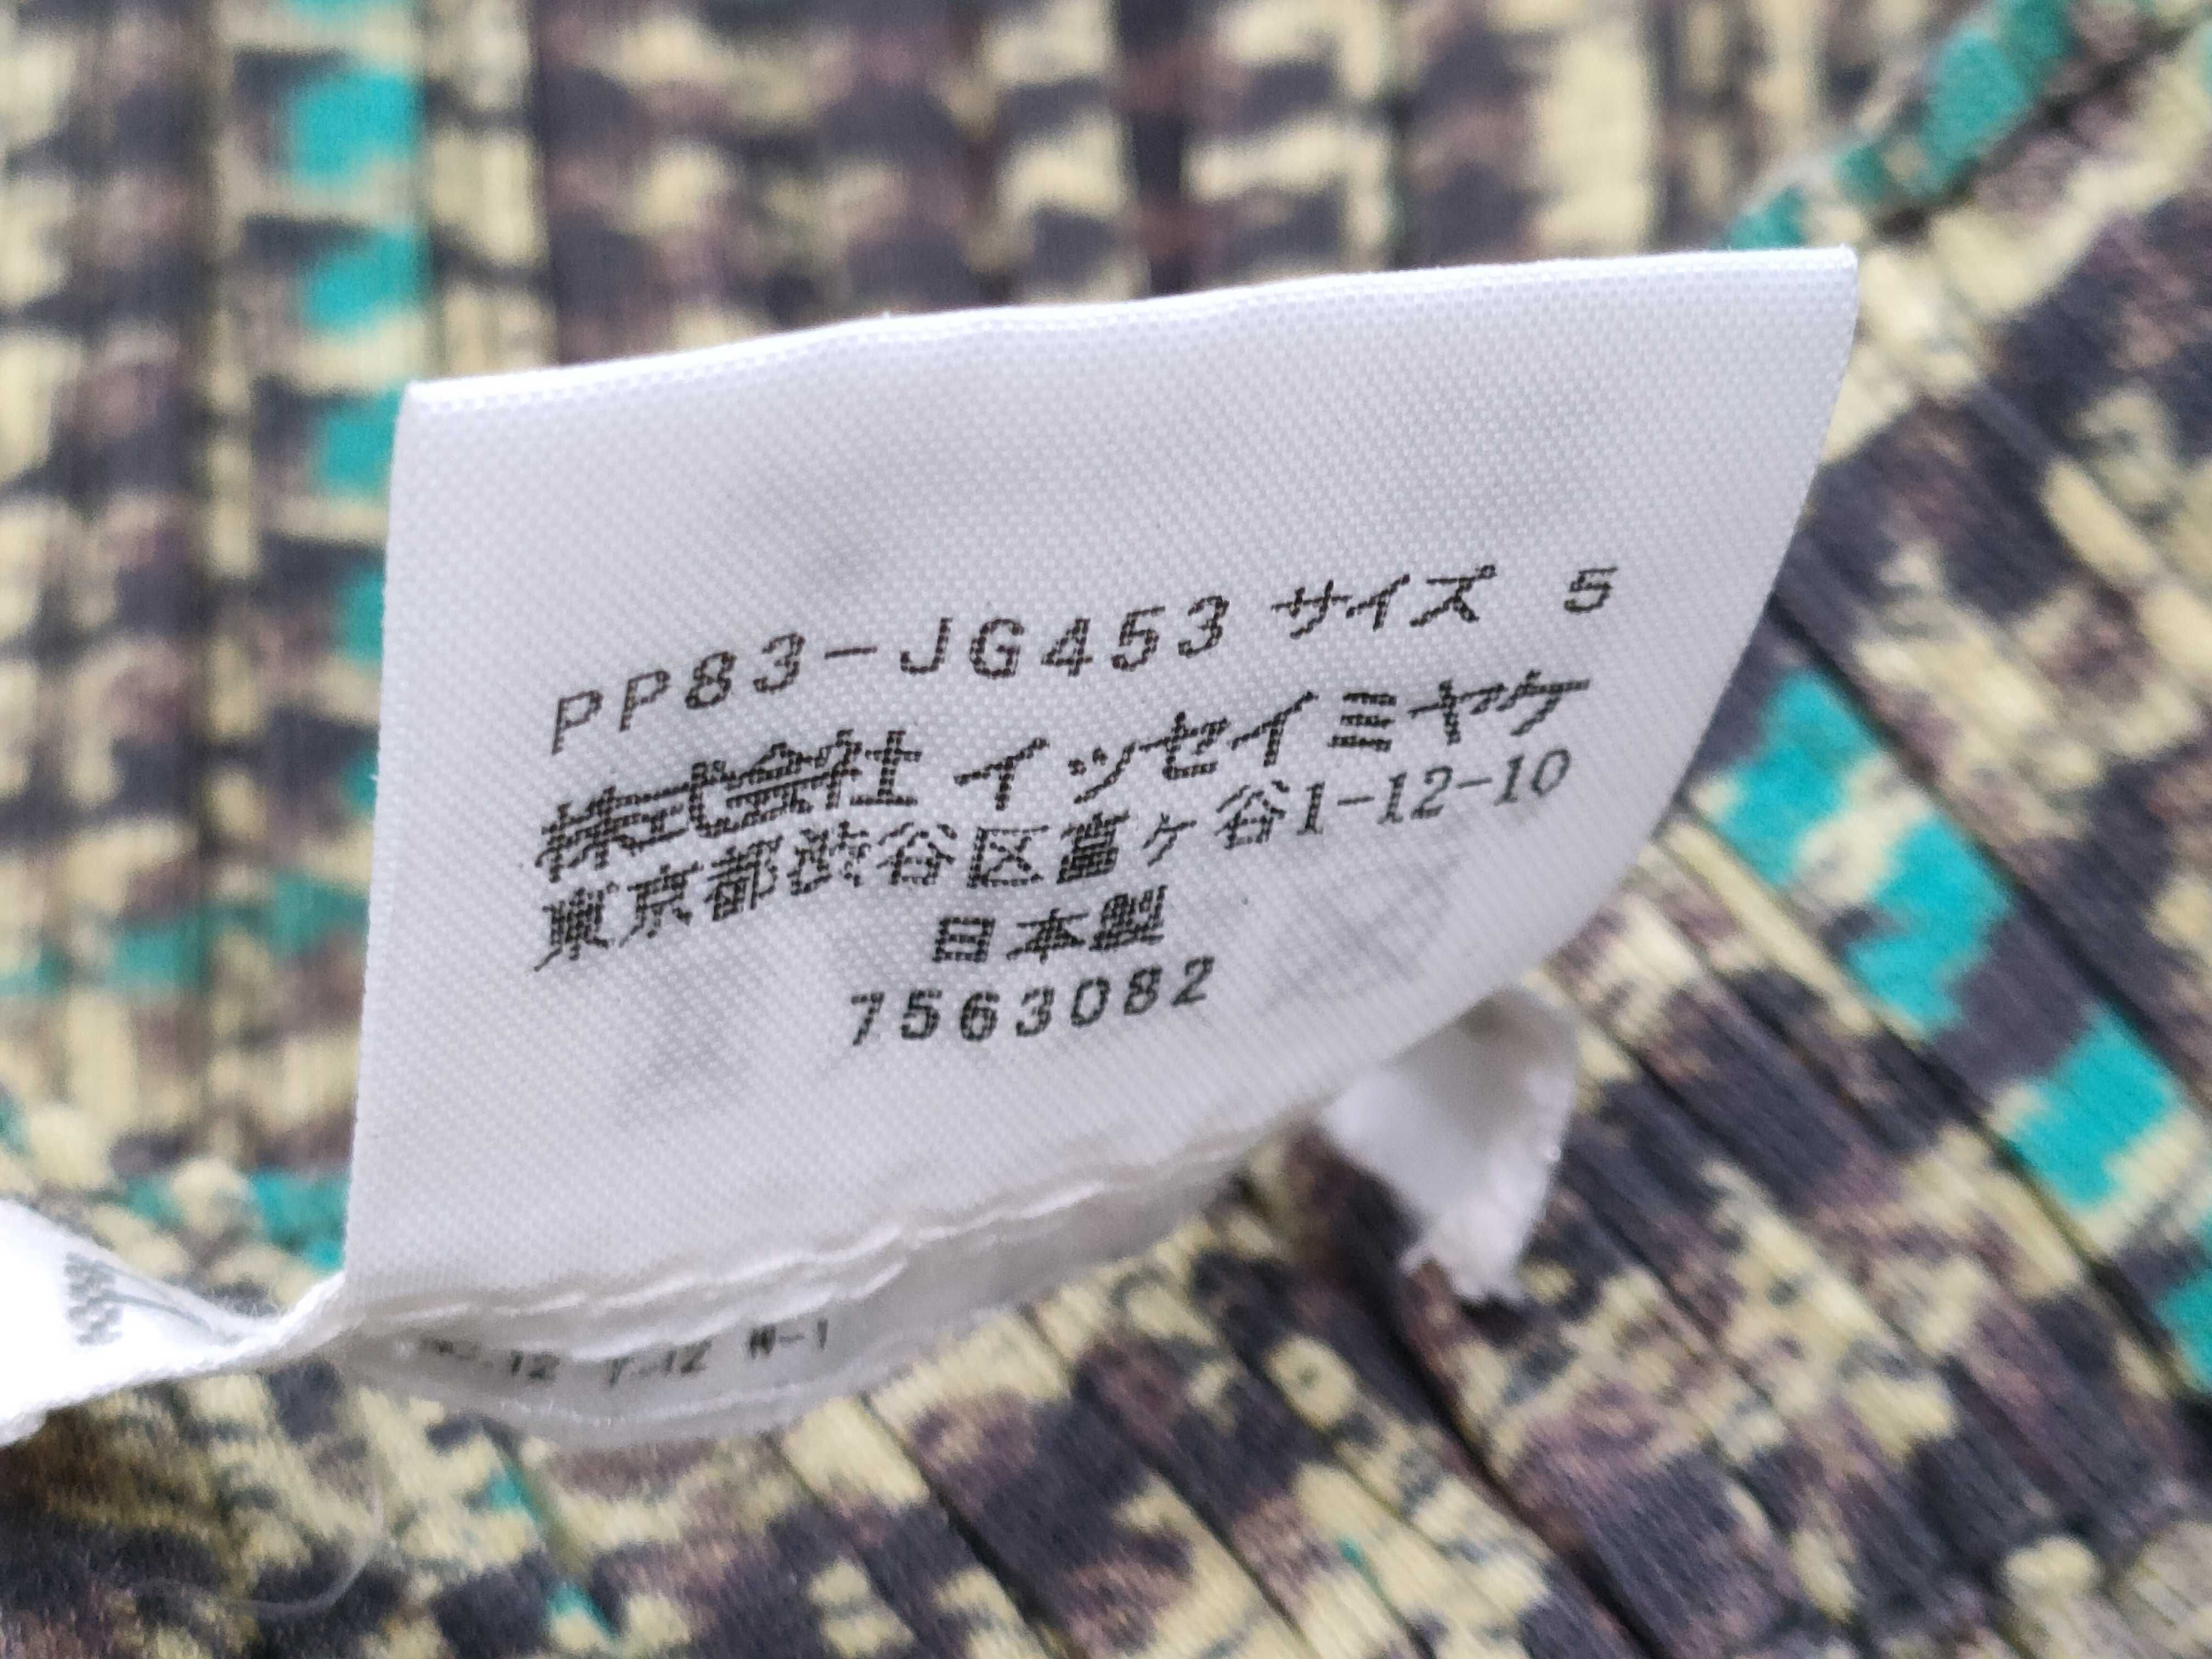 PP83-JG453 サイズ 5
株式会社 イッセイミヤケ
東京都渋谷区富ケ谷1-12-10
日本製
7563082